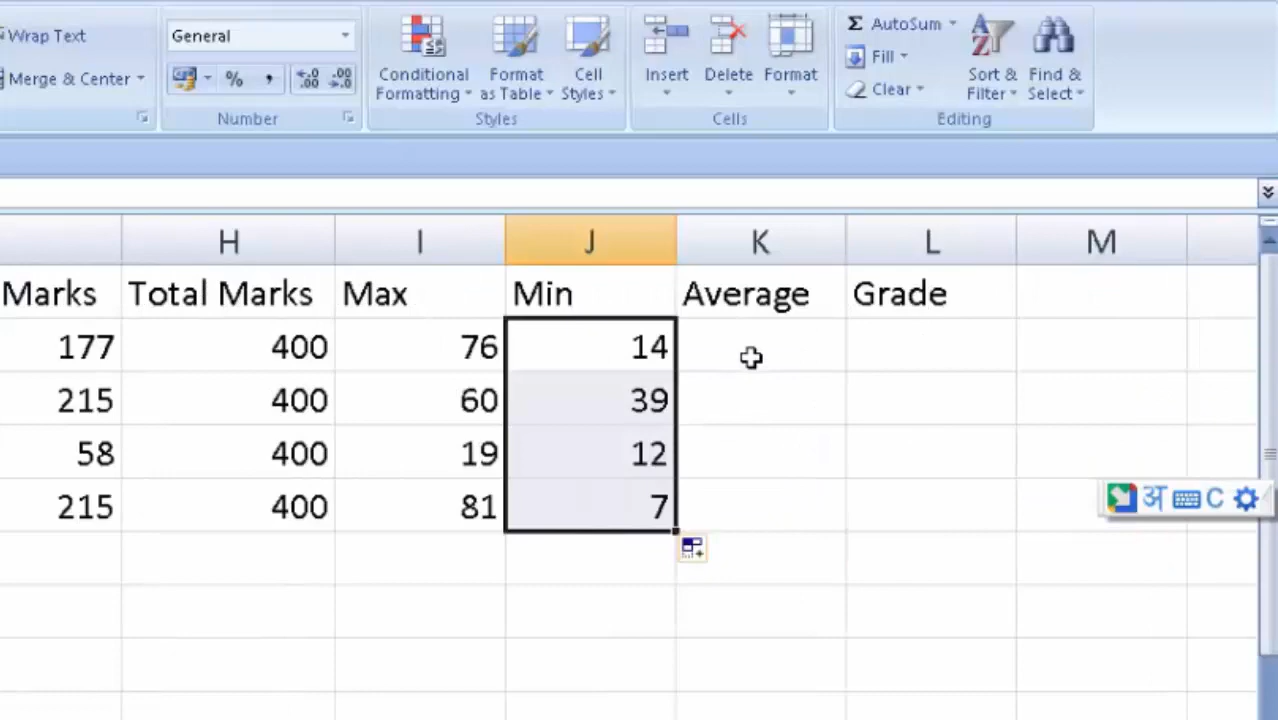 Wrap Text
General
Conditional Formatting
Format as Table
Cell Styles
Insert
Delete
Format
Σ AutoSum
Fill
Clear
Sort & Filter
Find & Select
Merge & Center
% , .00 .00
Number
Styles
Cells
Editing
H I J K L M
Marks Total Marks Max Min Average Grade
177 400 76 14
215 400 60 39
58 400 19 12
215 400 81 7
अ C